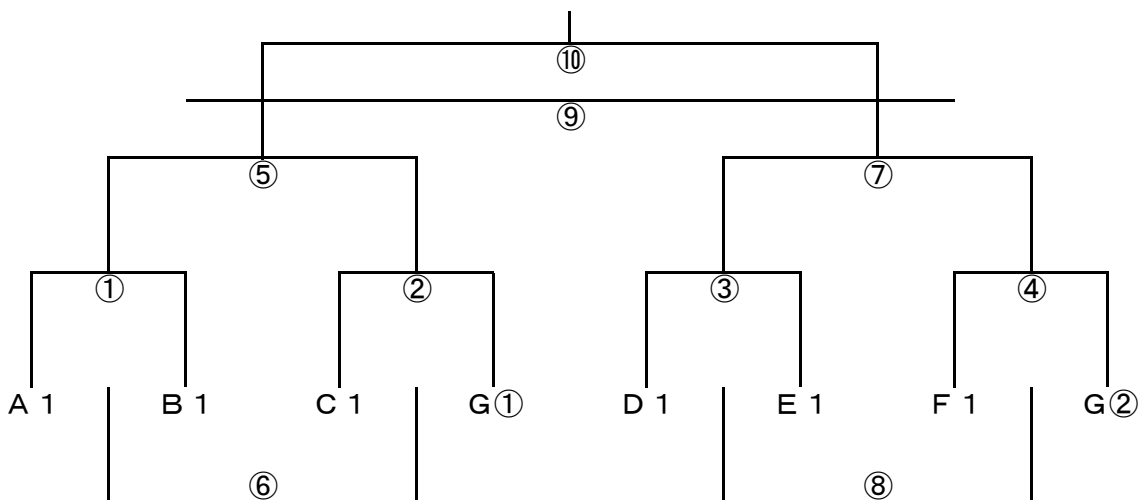 ⑩
⑨
⑤ ⑦
① ② ③ ④
A 1 B 1 C 1 G① D 1 E 1 F 1 G②
⑥ ⑧